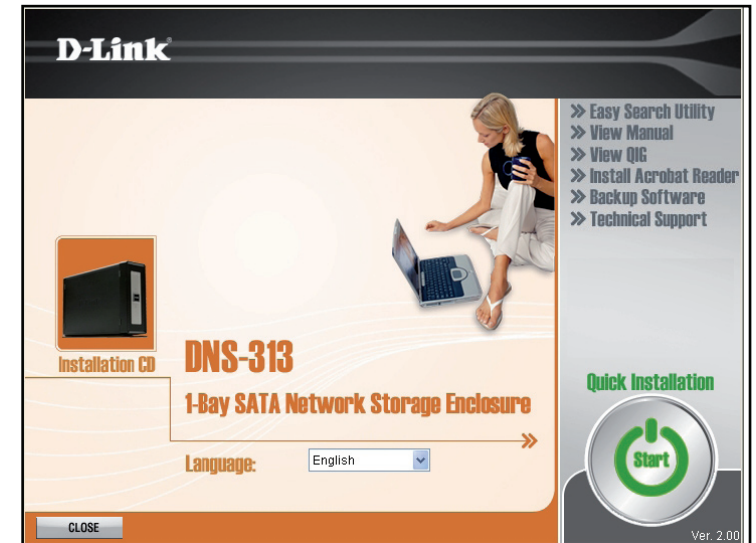 D-Link®
» Easy Search Utility
» View Manual
» View QIG
» Install Acrobat Reader
» Backup Software
» Technical Support
Installation CD
DNS-313
1-Bay SATA Network Storage Enclosure
»
Language: English
Quick Installation
Start
CLOSE
Ver. 2.00